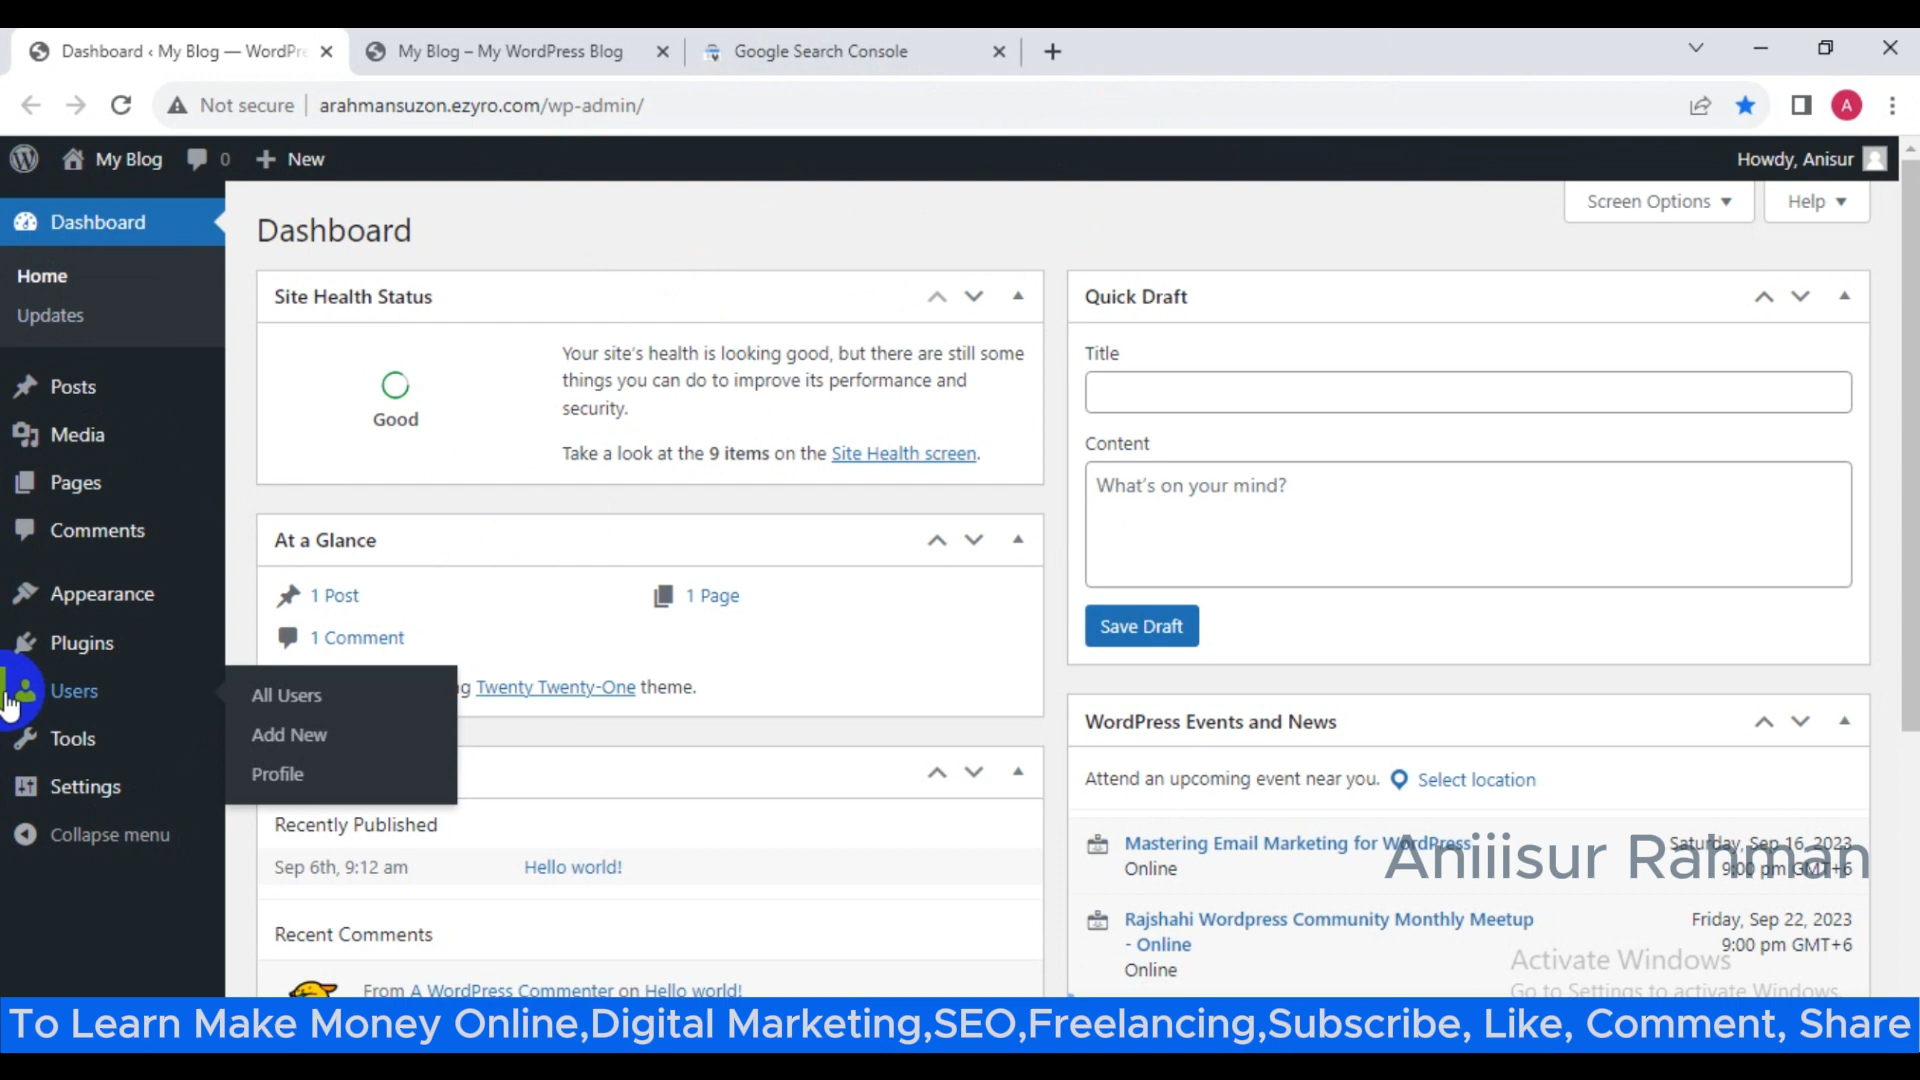 Dashboard ‹ My Blog — WordPre
My Blog – My WordPress Blog
Google Search Console
Not secure
arahmansuzon.ezyro.com/wp-admin/
A
My Blog
0
New
Howdy, Anisur
Screen Options
Help
Dashboard
Home
Updates
Posts
Media
Pages
Comments
Appearance
Plugins
Users
Tools
Settings
Collapse menu
All Users
Add New
Profile
Dashboard
Site Health Status
Good
Your site's health is looking good, but there are still some
things you can do to improve its performance and
security.
Take a look at the 9 items on the Site Health screen.
At a Glance
1 Post
1 Page
1 Comment
g Twenty Twenty-One theme.
Recently Published
Sep 6th, 9:12 am
Hello world!
Recent Comments
From A WordPress Commenter on Hello world!
Quick Draft
Title
Content
What's on your mind?
Save Draft
WordPress Events and News
Attend an upcoming event near you.
Select location
Mastering Email Marketing for WordPress
Saturday, Sep 16, 2023
Online
9:00 pm GMT+6
Aniiisur Rahman
Rajshahi Wordpress Community Monthly Meetup
Friday, Sep 22, 2023
- Online
9:00 pm GMT+6
Online
Activate Windows
Go to Settings to activate Windows.
To Learn Make Money Online,Digital Marketing,SEO,Freelancing,Subscribe, Like, Comment, Share